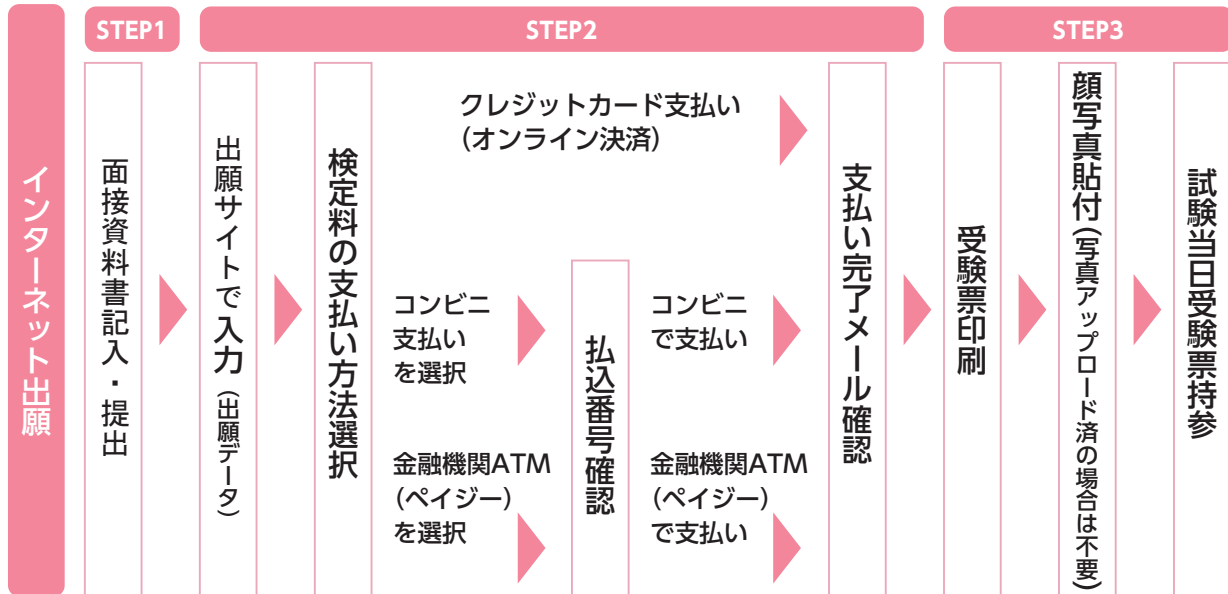 インターネット出願
STEP1
面接資料書記入・提出
STEP2
出願サイトで入力(出願データ)
検定料の支払い方法選択
クレジットカード支払い
(オンライン決済)
コンビニ
支払い
を選択
金融機関ATM
(ペイジー)
を選択
払込番号確認
コンビニ
で支払い
金融機関ATM
(ペイジー)
で支払い
支払い完了メール確認
STEP3
受験票印刷
顔写真貼付(写真アップロード済の場合は不要)
試験当日受験票持参